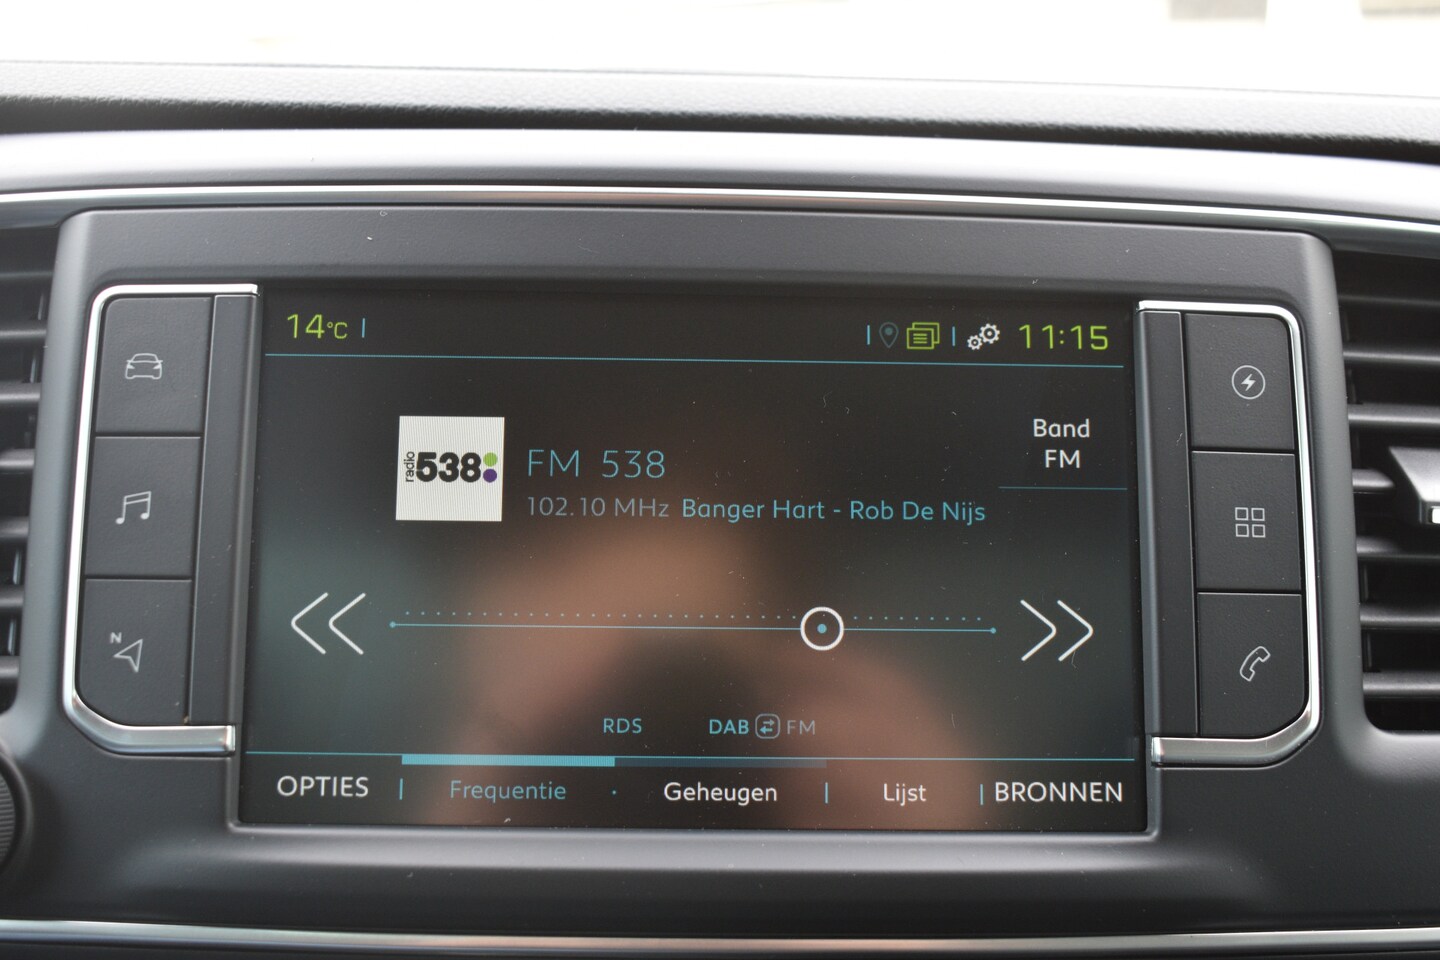 14°C
11:15
Band
FM
radio 538
FM 538
102.10 MHz Banger Hart - Rob De Nijs
N
RDS DAB FM
OPTIES Frequentie Geheugen Lijst BRONNEN